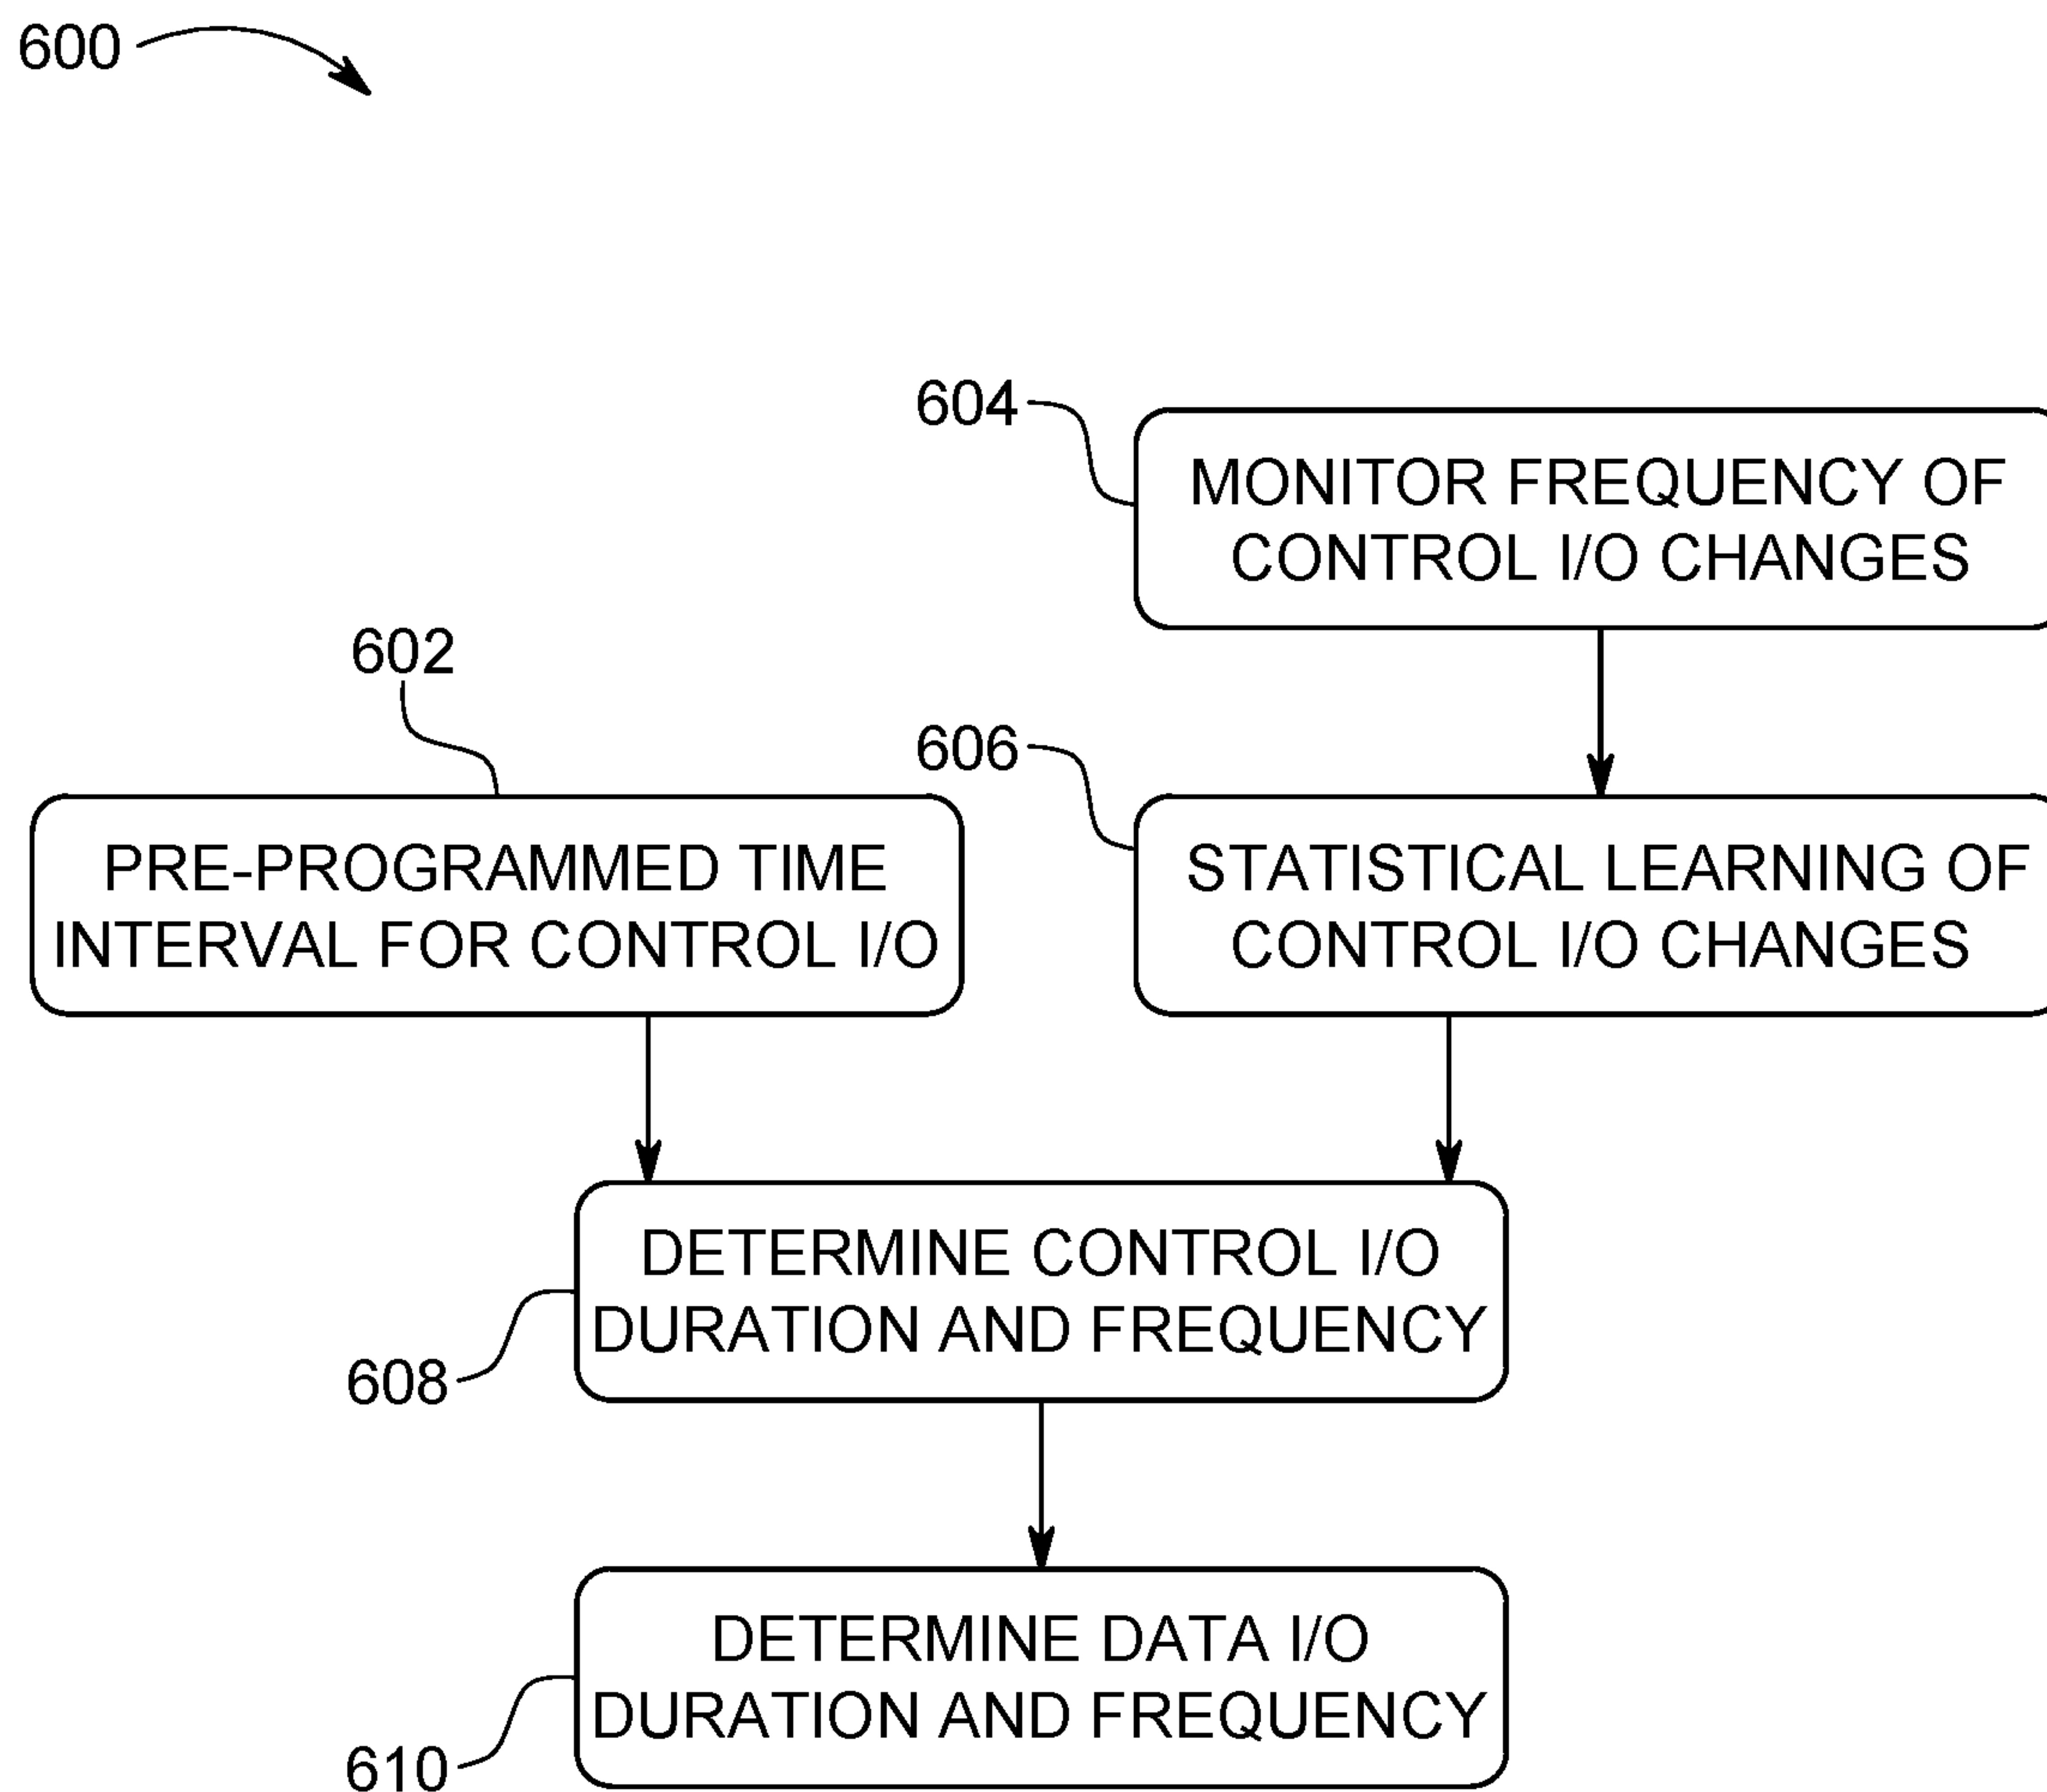 600
604
MONITOR FREQUENCY OF
CONTROL I/O CHANGES
602
606
PRE-PROGRAMMED TIME
INTERVAL FOR CONTROL I/O
STATISTICAL LEARNING OF
CONTROL I/O CHANGES
DETERMINE CONTROL I/O
DURATION AND FREQUENCY
608
DETERMINE DATA I/O
DURATION AND FREQUENCY
610